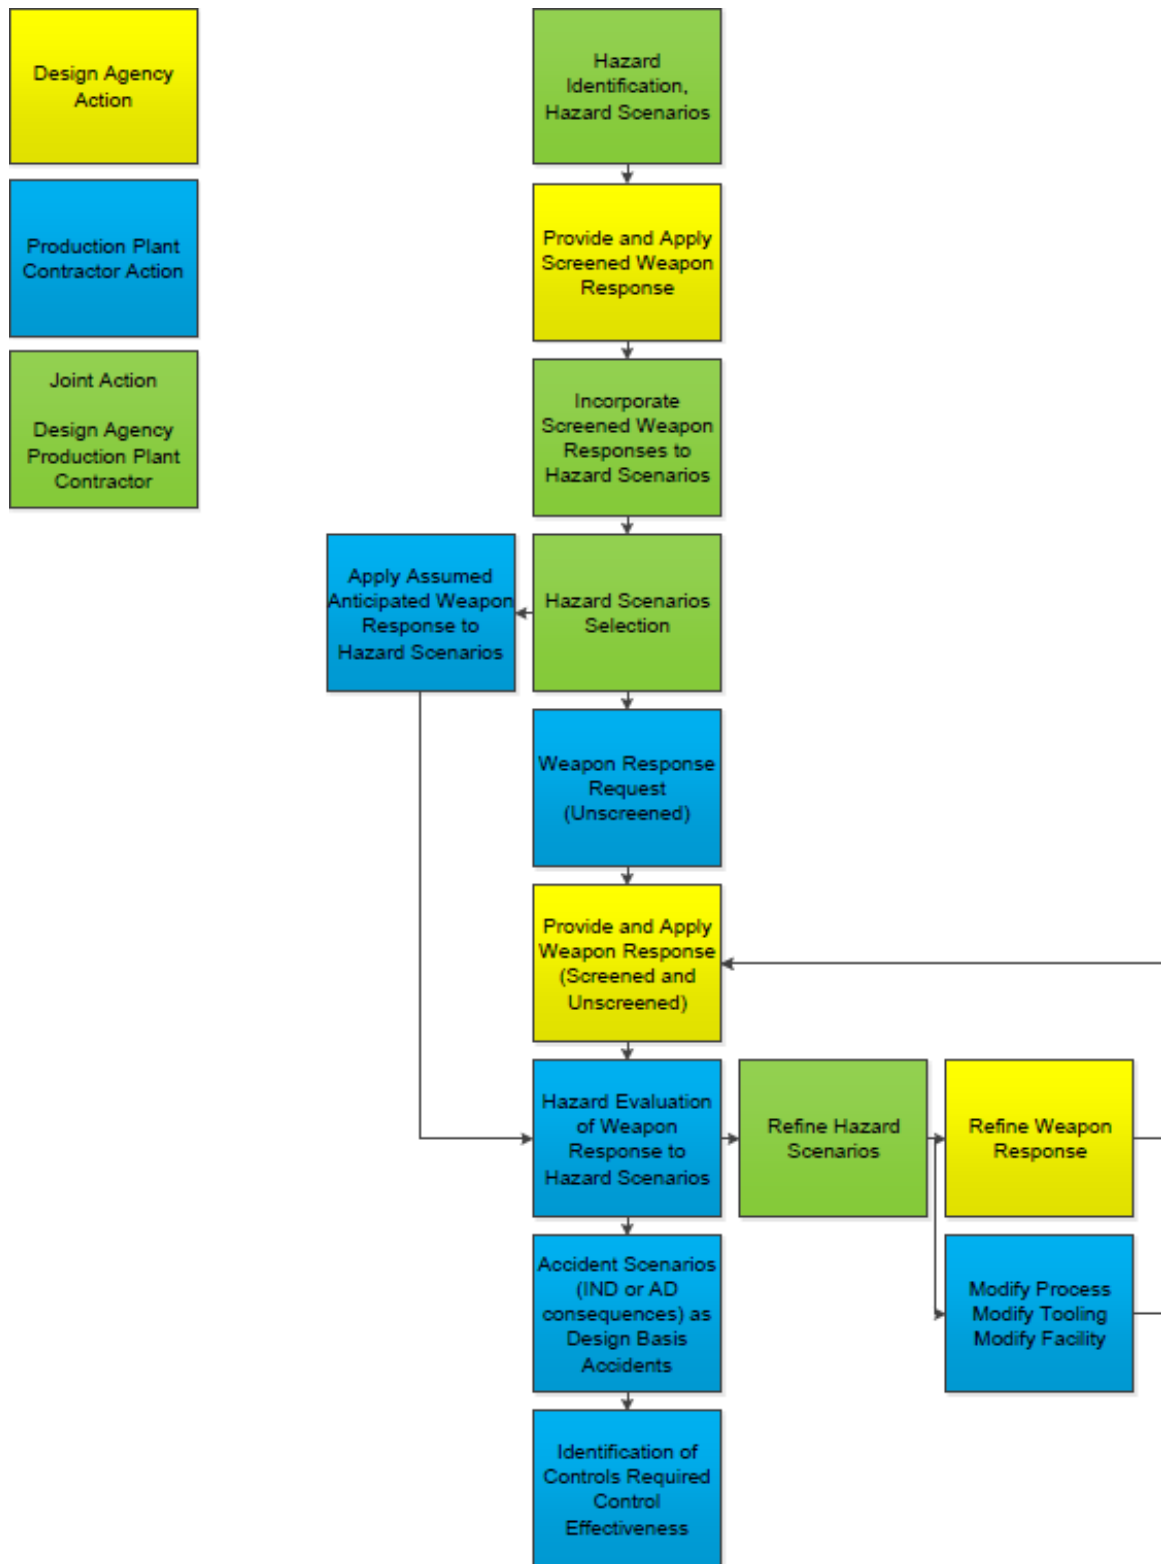 Design Agency
Action
Production Plant
Contractor Action
Joint Action
Design Agency
Production Plant
Contractor
Hazard
Identification,
Hazard Scenarios
Provide and Apply
Screened Weapon
Response
Incorporate
Screened Weapon
Responses to
Hazard Scenarios
Apply Assumed
Anticipated Weapon
Response to
Hazard Scenarios
Hazard Scenarios
Selection
Weapon Response
Request
(Unscreened)
Provide and Apply
Weapon Response
(Screened and
Unscreened)
Hazard Evaluation
of Weapon
Response to
Hazard Scenarios
Refine Hazard
Scenarios
Refine Weapon
Response
Accident Scenarios
(IND or AD
consequences) as
Design Basis
Accidents
Modify Process
Modify Tooling
Modify Facility
Identification of
Controls Required
Control
Effectiveness